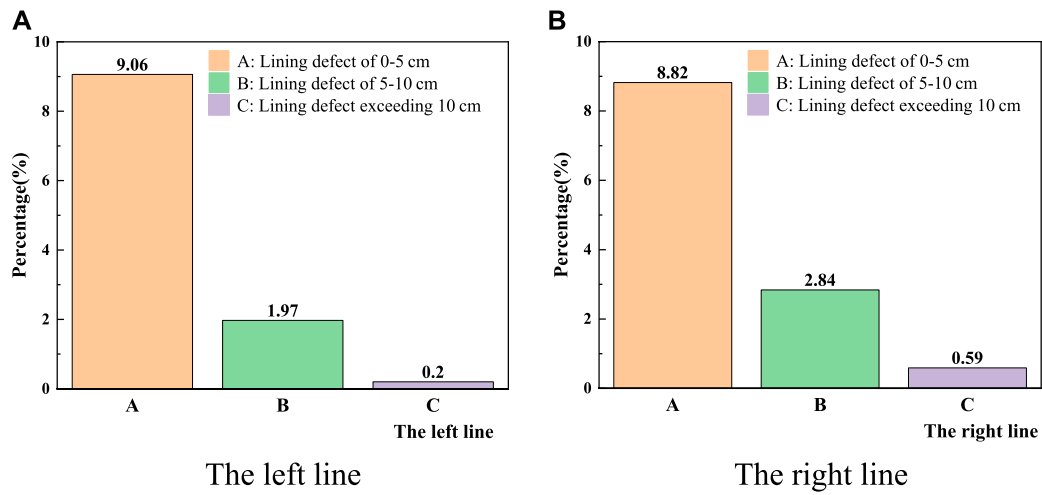 A
10
8
6
4
2
0
Percentage(%)
9.06
1.97
0.2
A: Lining defect of 0-5 cm
B: Lining defect of 5-10 cm
C: Lining defect exceeding 10 cm
A B C
The left line
The left line
B
10
8
6
4
2
0
Percentage(%)
8.82
2.84
0.59
A: Lining defect of 0-5 cm
B: Lining defect of 5-10 cm
C: Lining defect exceeding 10 cm
A B C
The right line
The right line